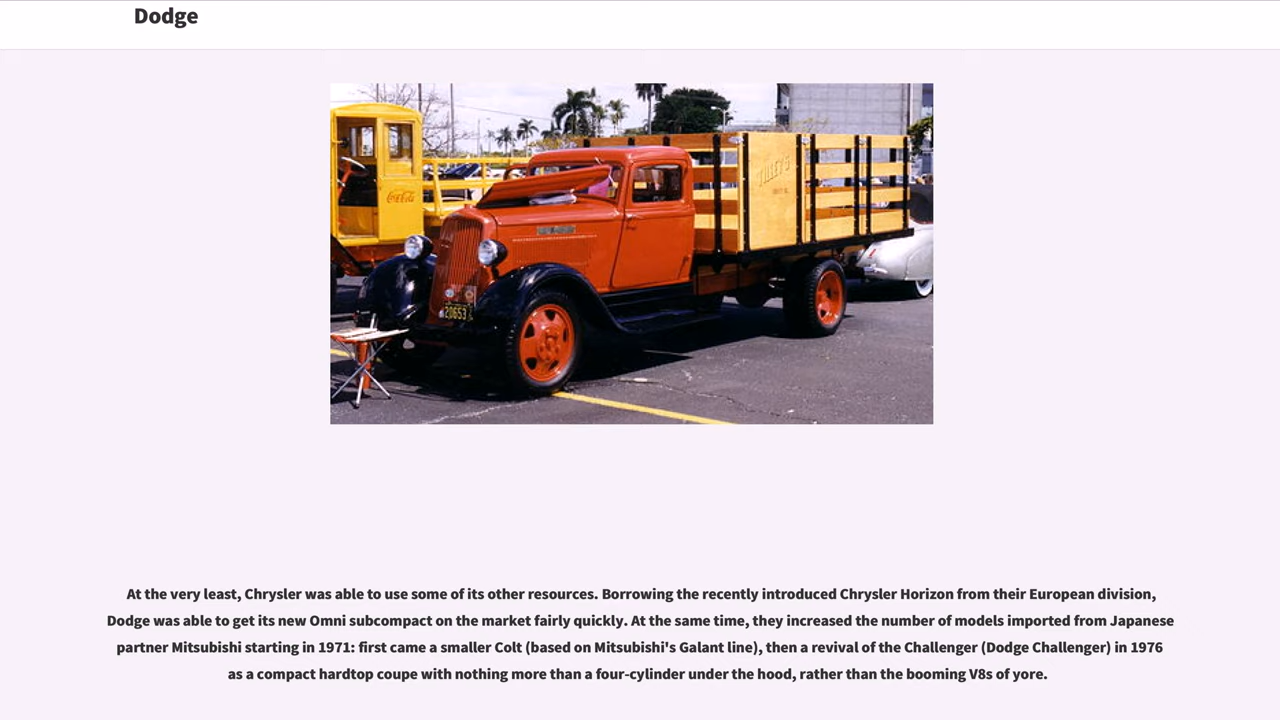 Dodge
Coca-Cola
TILLEY'S
20653
At the very least, Chrysler was able to use some of its other resources. Borrowing the recently introduced Chrysler Horizon from their European division,
Dodge was able to get its new Omni subcompact on the market fairly quickly. At the same time, they increased the number of models imported from Japanese
partner Mitsubishi starting in 1971: first came a smaller Colt (based on Mitsubishi's Galant line), then a revival of the Challenger (Dodge Challenger) in 1976
as a compact hardtop coupe with nothing more than a four-cylinder under the hood, rather than the booming V8s of yore.